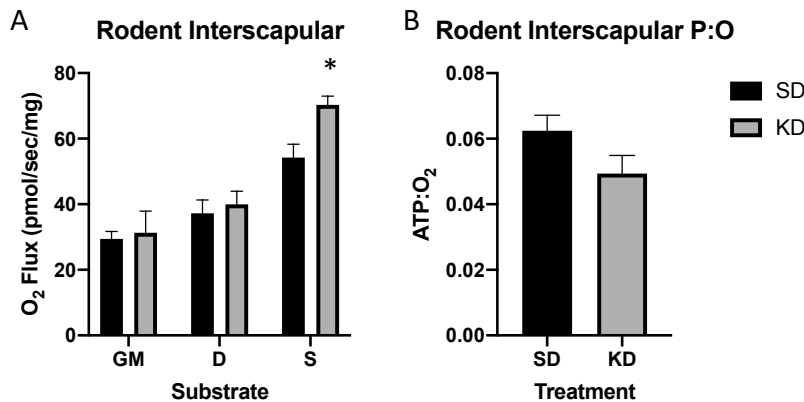 A
Rodent Interscapular
O2 Flux (pmol/sec/mg)
80
60
40
20
0
*
GM D S
Substrate
B
Rodent Interscapular P:O
ATP:O2
0.08
0.06
0.04
0.02
0.00
SD KD
Treatment
SD
KD